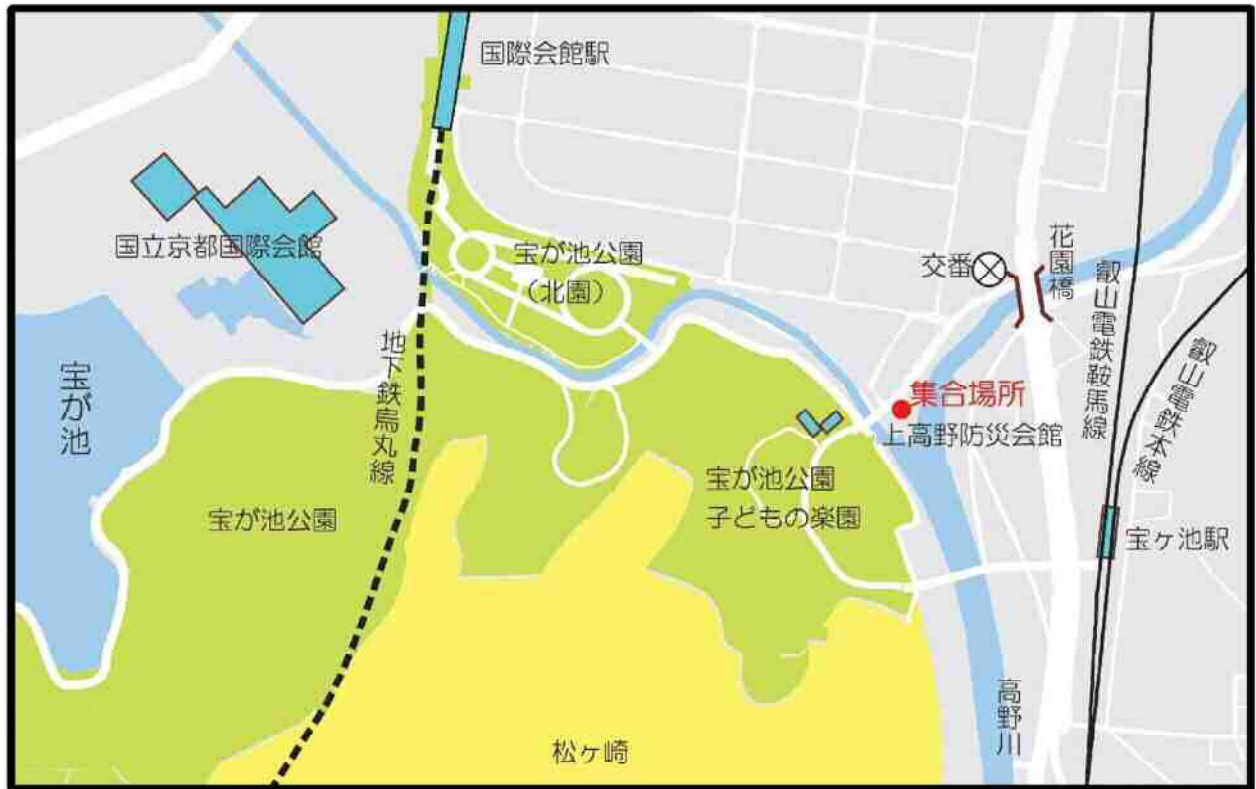 国際会館駅
国立京都国際会館
宝が池公園
（北園）
交番
花園橋
叡山電鉄鞍馬線
叡山電鉄本線
宝が池
地下鉄烏丸線
集合場所
上高野防災会館
宝が池公園
宝が池公園
子どもの楽園
宝ヶ池駅
高野川
松ヶ崎